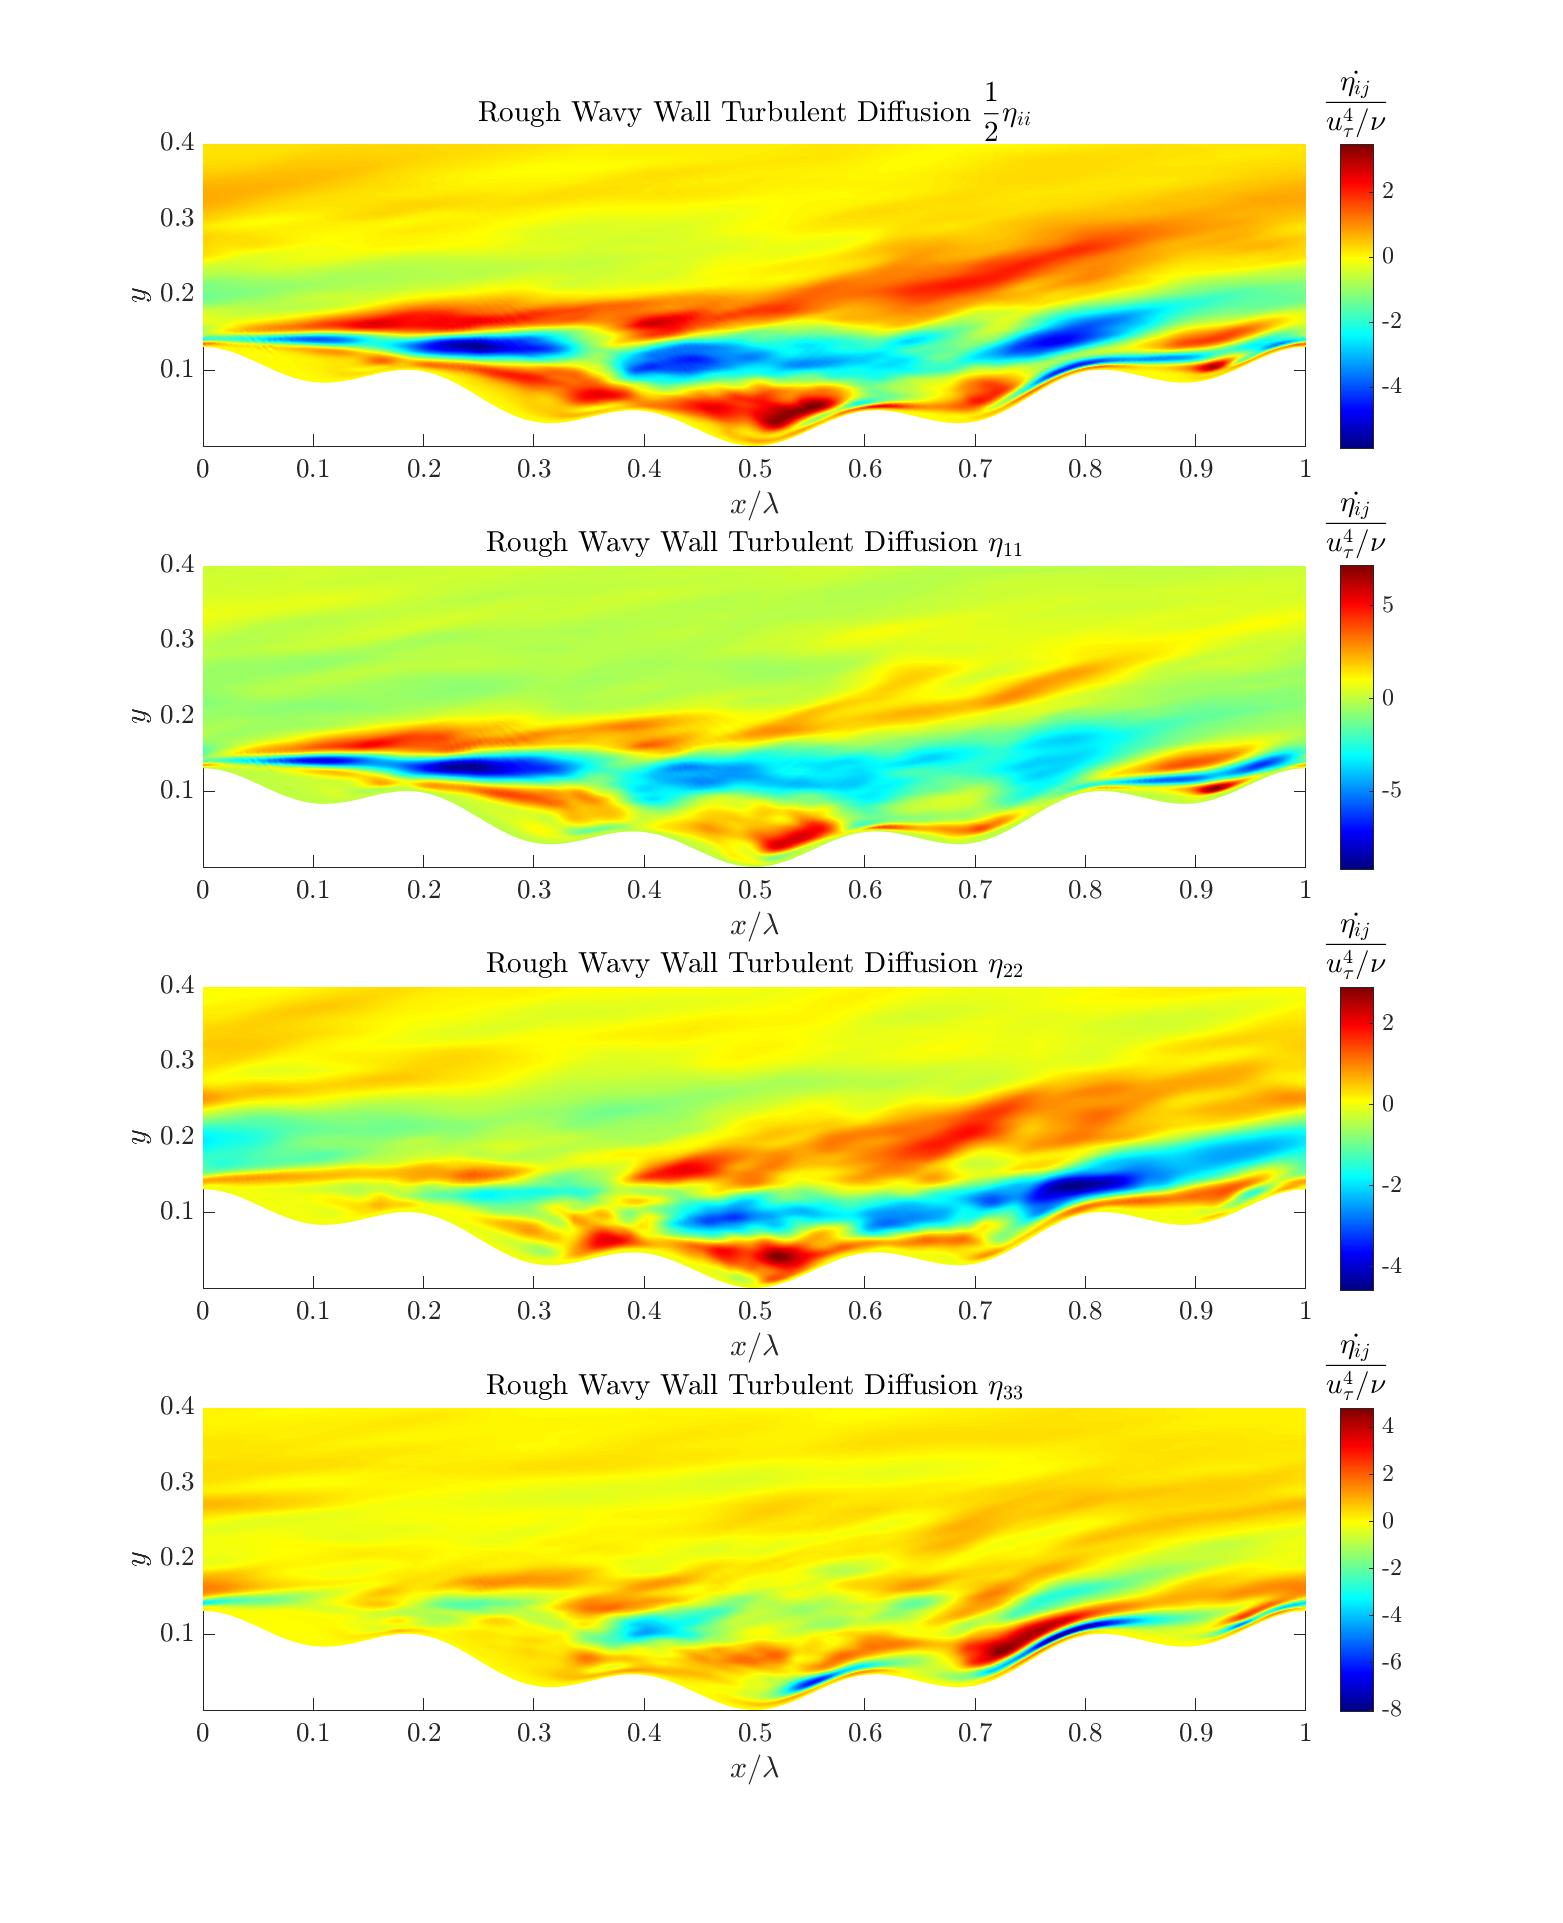 Rough Wavy Wall Turbulent Diffusion 1/2 η_ii
η̇_ij / u_τ^4/ν
0.4
0.3
0.2
0.1
y
0 0.1 0.2 0.3 0.4 0.5 0.6 0.7 0.8 0.9 1
x/λ
2
0
-2
-4
Rough Wavy Wall Turbulent Diffusion η_11
η̇_ij / u_τ^4/ν
0.4
0.3
0.2
0.1
y
0 0.1 0.2 0.3 0.4 0.5 0.6 0.7 0.8 0.9 1
x/λ
5
0
-5
Rough Wavy Wall Turbulent Diffusion η_22
η̇_ij / u_τ^4/ν
0.4
0.3
0.2
0.1
y
0 0.1 0.2 0.3 0.4 0.5 0.6 0.7 0.8 0.9 1
x/λ
2
0
-2
-4
Rough Wavy Wall Turbulent Diffusion η_33
η̇_ij / u_τ^4/ν
0.4
0.3
0.2
0.1
y
0 0.1 0.2 0.3 0.4 0.5 0.6 0.7 0.8 0.9 1
x/λ
4
2
0
-2
-4
-6
-8